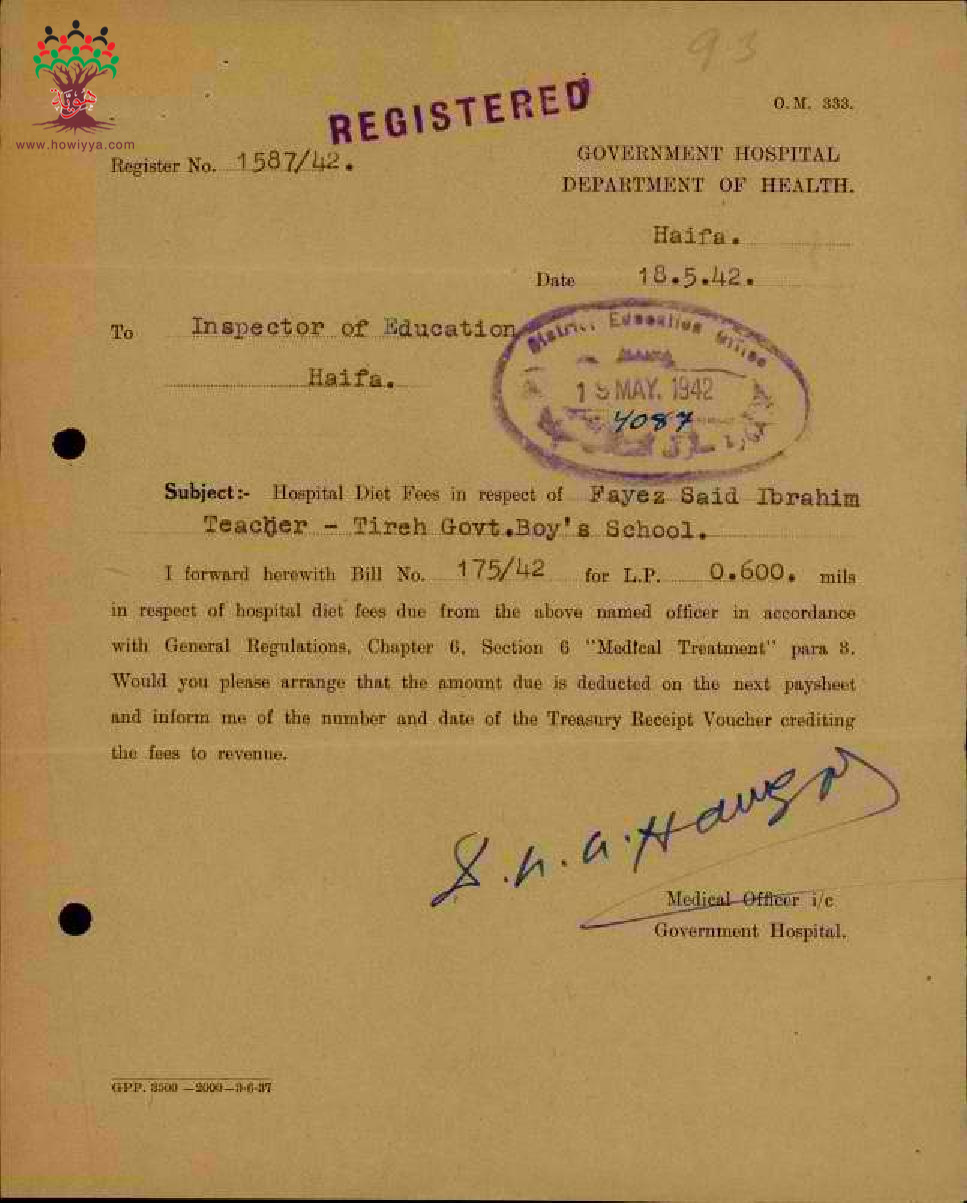 93
O.M. 333.
REGISTERED
هوية
www.howiyya.com
Register No. 1587/42.
GOVERNMENT HOSPITAL
DEPARTMENT OF HEALTH.
Haifa.
Date 18.5.42.
To Inspector of Education
Haifa.
District Education Office
MAY. 1942
4087
Subject:- Hospital Diet Fees in respect of Fayez Said Ibrahim
Teacher - Tireh Govt.Boy's School.
I forward herewith Bill No. 175/42 for L.P. 0.600. mils
in respect of hospital diet fees due from the above named officer in accordance
with General Regulations, Chapter 6, Section 6 "Medical Treatment" para 8.
Would you please arrange that the amount due is deducted on the next paysheet
and inform me of the number and date of the Treasury Receipt Voucher crediting
the fees to revenue.
Medical Officer i/c
Government Hospital.
GPP. 3500 —2000—3-6-37